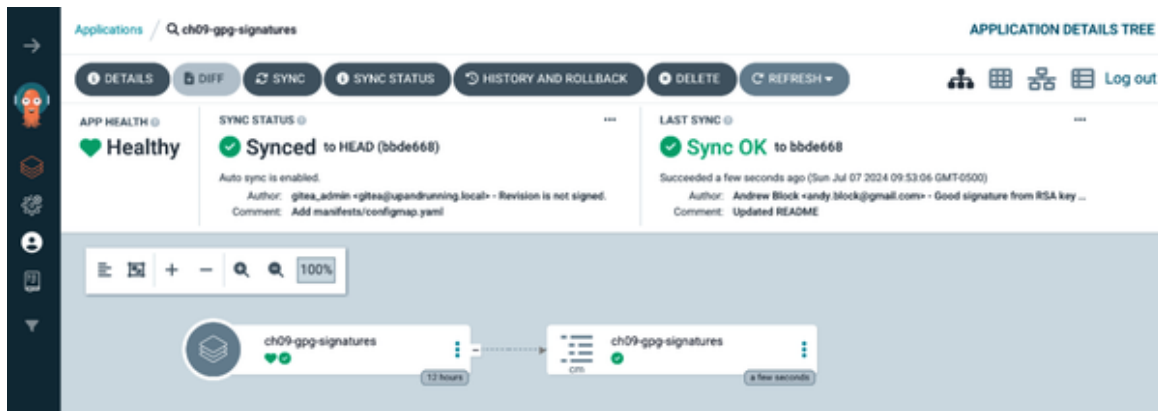 Applications / ch09-gpg-signatures
APPLICATION DETAILS TREE
DETAILS DIFF SYNC SYNC STATUS HISTORY AND ROLLBACK DELETE REFRESH Log out
APP HEALTH
Healthy
SYNC STATUS
Synced to HEAD (bbde668)
Auto sync is enabled.
Author: gitea_admin <gitea@upandrunning.local> - Revision is not signed.
Comment: Add manifests/configmap.yaml
LAST SYNC
Sync OK to bbde668
Succeeded a few seconds ago (Sun Jul 07 2024 09:53:06 GMT-0500)
Author: Andrew Block <andy.block@gmail.com> - Good signature from RSA key ...
Comment: Updated README
100%
ch09-gpg-signatures
12 hours
cm
ch09-gpg-signatures
a few seconds